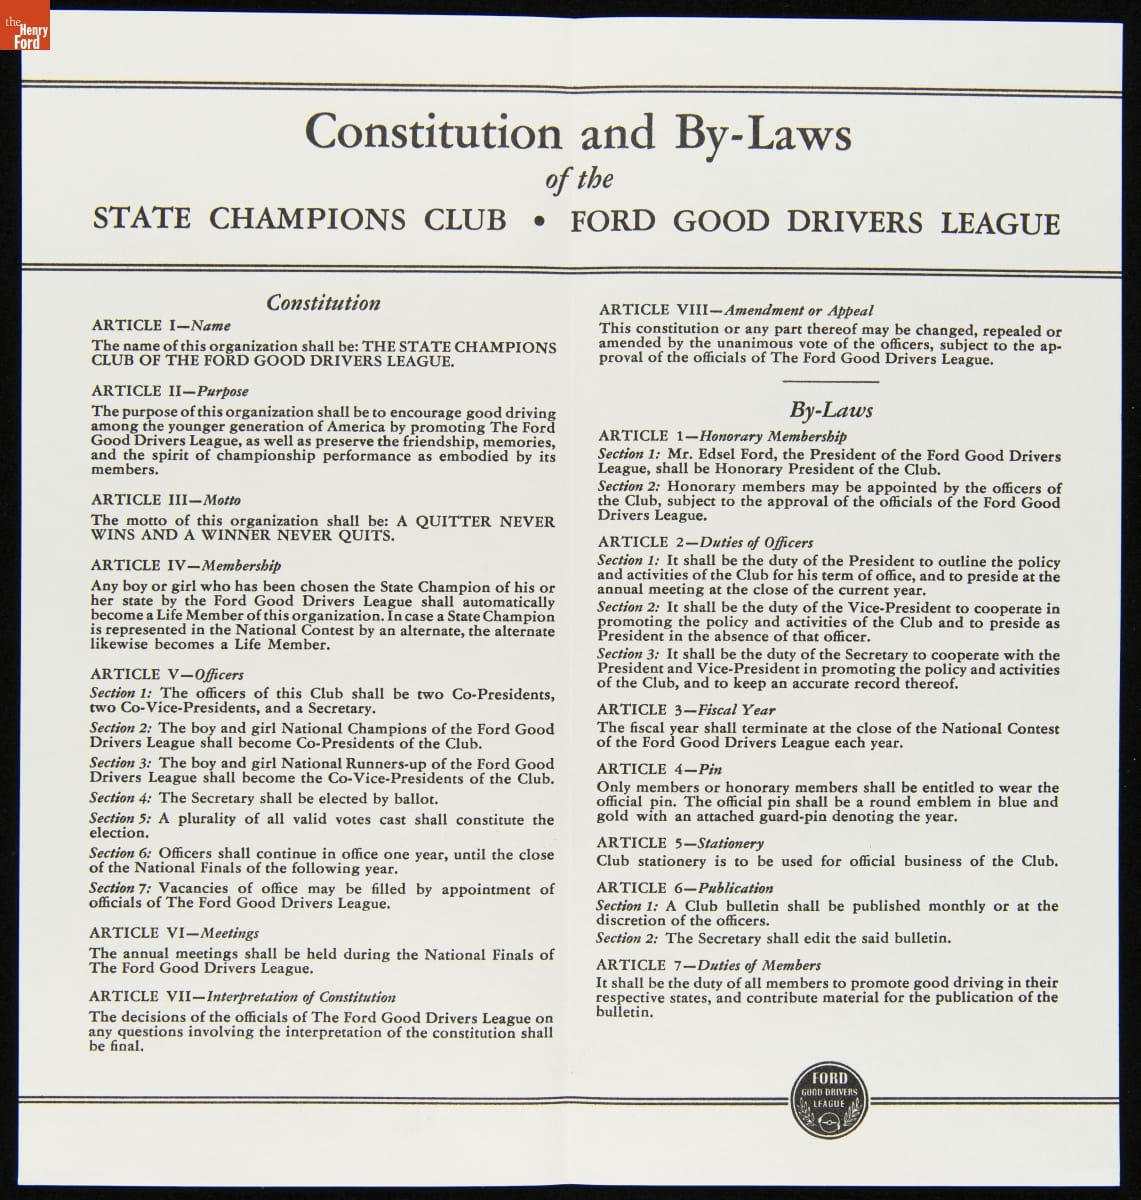 the
Henry
Ford
Constitution and By-Laws
of the
STATE CHAMPIONS CLUB • FORD GOOD DRIVERS LEAGUE
Constitution
ARTICLE I—Name
The name of this organization shall be: THE STATE CHAMPIONS
CLUB OF THE FORD GOOD DRIVERS LEAGUE.
ARTICLE II—Purpose
The purpose of this organization shall be to encourage good driving
among the younger generation of America by promoting The Ford
Good Drivers League, as well as preserve the friendship, memories,
and the spirit of championship performance as embodied by its
members.
ARTICLE III—Motto
The motto of this organization shall be: A QUITTER NEVER
WINS AND A WINNER NEVER QUITS.
ARTICLE IV—Membership
Any boy or girl who has been chosen the State Champion of his or
her state by the Ford Good Drivers League shall automatically
become a Life Member of this organization. In case a State Champion
is represented in the National Contest by an alternate, the alternate
likewise becomes a Life Member.
ARTICLE V—Officers
Section 1: The officers of this Club shall be two Co-Presidents,
two Co-Vice-Presidents, and a Secretary.
Section 2: The boy and girl National Champions of the Ford Good
Drivers League shall become Co-Presidents of the Club.
Section 3: The boy and girl National Runners-up of the Ford Good
Drivers League shall become the Co-Vice-Presidents of the Club.
Section 4: The Secretary shall be elected by ballot.
Section 5: A plurality of all valid votes cast shall constitute the
election.
Section 6: Officers shall continue in office one year, until the close
of the National Finals of the following year.
Section 7: Vacancies of office may be filled by appointment of
officials of The Ford Good Drivers League.
ARTICLE VI—Meetings
The annual meetings shall be held during the National Finals of
The Ford Good Drivers League.
ARTICLE VII—Interpretation of Constitution
The decisions of the officials of The Ford Good Drivers League on
any questions involving the interpretation of the constitution shall
be final.
ARTICLE VIII—Amendment or Appeal
This constitution or any part thereof may be changed, repealed or
amended by the unanimous vote of the officers, subject to the ap-
proval of the officials of The Ford Good Drivers League.
By-Laws
ARTICLE 1—Honorary Membership
Section 1: Mr. Edsel Ford, the President of the Ford Good Drivers
League, shall be Honorary President of the Club.
Section 2: Honorary members may be appointed by the officers of
the Club, subject to the approval of the officials of the Ford Good
Drivers League.
ARTICLE 2—Duties of Officers
Section 1: It shall be the duty of the President to outline the policy
and activities of the Club for his term of office, and to preside at the
annual meeting at the close of the current year.
Section 2: It shall be the duty of the Vice-President to cooperate in
promoting the policy and activities of the Club and to preside as
President in the absence of that officer.
Section 3: It shall be the duty of the Secretary to cooperate with the
President and Vice-President in promoting the policy and activities
of the Club, and to keep an accurate record thereof.
ARTICLE 3—Fiscal Year
The fiscal year shall terminate at the close of the National Contest
of the Ford Good Drivers League each year.
ARTICLE 4—Pin
Only members or honorary members shall be entitled to wear the
official pin. The official pin shall be a round emblem in blue and
gold with an attached guard-pin denoting the year.
ARTICLE 5—Stationery
Club stationery is to be used for official business of the Club.
ARTICLE 6—Publication
Section 1: A Club bulletin shall be published monthly or at the
discretion of the officers.
Section 2: The Secretary shall edit the said bulletin.
ARTICLE 7—Duties of Members
It shall be the duty of all members to promote good driving in their
respective states, and contribute material for the publication of the
bulletin.
FORD
GOOD DRIVERS
LEAGUE